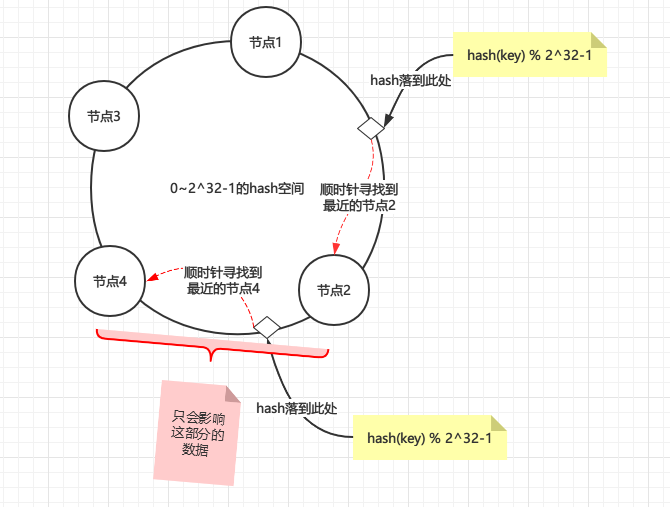 节点1
hash(key) % 2^32-1
hash落到此处
节点3
0~2^32-1的hash空间
顺时针寻找到
最近的节点2
顺时针寻找到
最近的节点4
节点4
节点2
只会影响
这部分的
数据
hash落到此处
hash(key) % 2^32-1